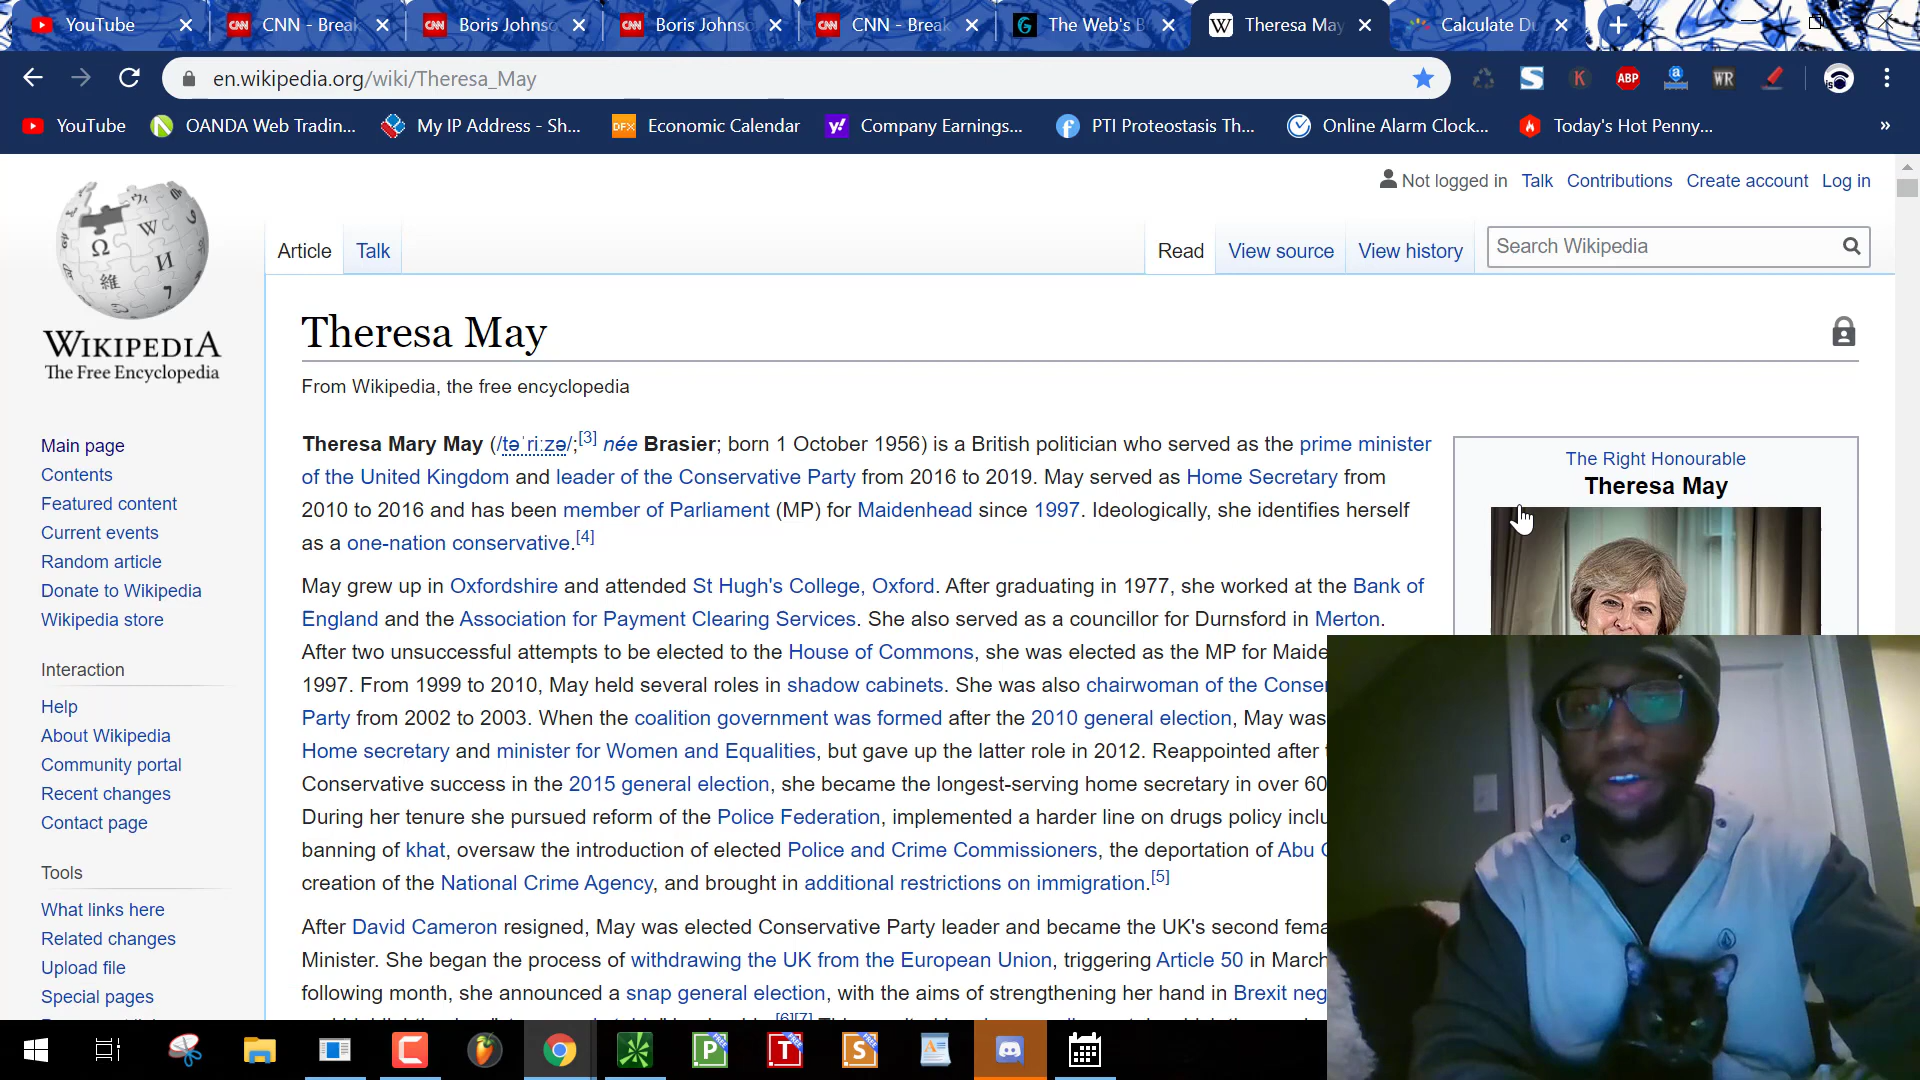 YouTube
CNN - Break
Boris Johnso
Boris Johnso
CNN - Break
The Web's B
Theresa May
Calculate Du
en.wikipedia.org/wiki/Theresa_May
ABP
WR
YouTube
OANDA Web Tradin...
My IP Address - Sh...
DFX
Economic Calendar
Company Earnings...
PTI Proteostasis Th...
Online Alarm Clock...
Today's Hot Penny...
»
Not logged in Talk Contributions Create account Log in
Article Talk
Read View source View history
Search Wikipedia
WIKIPEDIA
The Free Encyclopedia
Theresa May
From Wikipedia, the free encyclopedia
Main page
Contents
Featured content
Current events
Random article
Donate to Wikipedia
Wikipedia store
Interaction
Help
About Wikipedia
Community portal
Recent changes
Contact page
Tools
What links here
Related changes
Upload file
Special pages
Theresa Mary May (/təˈriːzə/;[3] née Brasier; born 1 October 1956) is a British politician who served as the prime minister
of the United Kingdom and leader of the Conservative Party from 2016 to 2019. May served as Home Secretary from
2010 to 2016 and has been member of Parliament (MP) for Maidenhead since 1997. Ideologically, she identifies herself
as a one-nation conservative.[4]
May grew up in Oxfordshire and attended St Hugh's College, Oxford. After graduating in 1977, she worked at the Bank of
England and the Association for Payment Clearing Services. She also served as a councillor for Durnsford in Merton.
After two unsuccessful attempts to be elected to the House of Commons, she was elected as the MP for Maide
1997. From 1999 to 2010, May held several roles in shadow cabinets. She was also chairwoman of the Conser
Party from 2002 to 2003. When the coalition government was formed after the 2010 general election, May was
Home secretary and minister for Women and Equalities, but gave up the latter role in 2012. Reappointed after
Conservative success in the 2015 general election, she became the longest-serving home secretary in over 60
During her tenure she pursued reform of the Police Federation, implemented a harder line on drugs policy inclu
banning of khat, oversaw the introduction of elected Police and Crime Commissioners, the deportation of Abu
creation of the National Crime Agency, and brought in additional restrictions on immigration.[5]
After David Cameron resigned, May was elected Conservative Party leader and became the UK's second fema
Minister. She began the process of withdrawing the UK from the European Union, triggering Article 50 in March
following month, she announced a snap general election, with the aims of strengthening her hand in Brexit neg
[6][7]
The Right Honourable
Theresa May